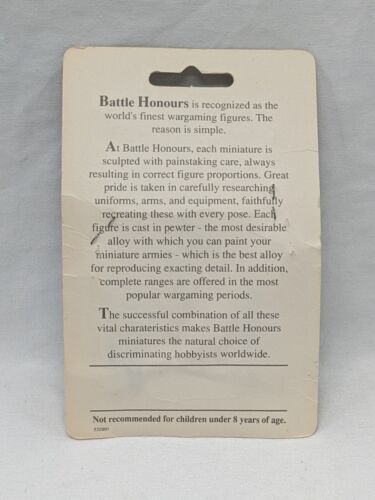 Battle Honours is recognized as the
world's finest wargaming figures. The
reason is simple.
At Battle Honours, each miniature is
sculpted with painstaking care, always
resulting in correct figure proportions. Great
pride is taken in carefully researching
uniforms, arms, and equipment, faithfully
recreating these with every pose. Each
figure is cast in pewter - the most desirable
alloy with which you can paint your
miniature armies - which is the best alloy
for reproducing exacting detail. In addition,
complete ranges are offered in the most
popular wargaming periods.
The successful combination of all these
vital charateristics makes Battle Honours
miniatures the natural choice of
discriminating hobbyists worldwide.
Not recommended for children under 8 years of age.